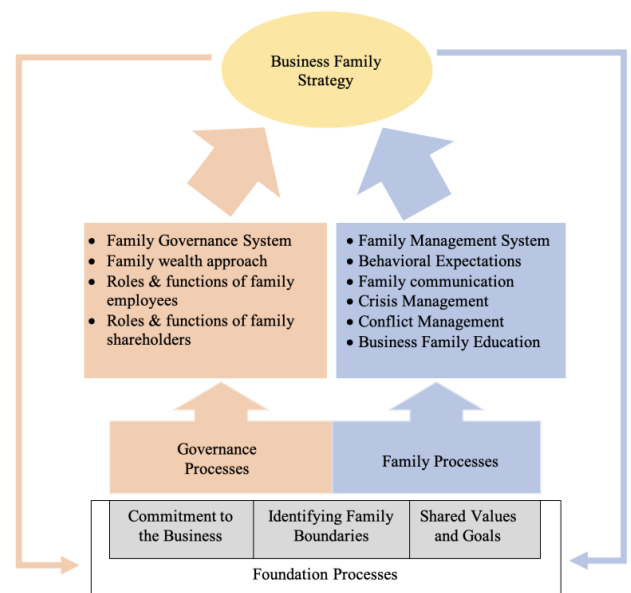 Business Family
Strategy
• Family Governance System
• Family wealth approach
• Roles & functions of family
employees
• Roles & functions of family
shareholders
• Family Management System
• Behavioral Expectations
• Family communication
• Crisis Management
• Conflict Management
• Business Family Education
Governance
Processes
Family Processes
Commitment to
the Business
Identifying Family
Boundaries
Shared Values
and Goals
Foundation Processes